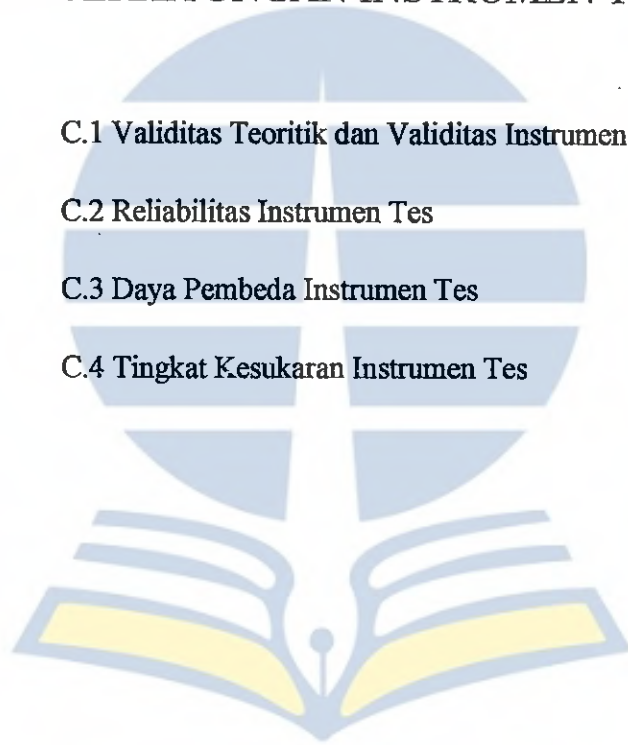 INSTRUMEN
C.1 Validitas Teoritik dan Validitas Instrumen
C.2 Reliabilitas Instrumen Tes
C.3 Daya Pembeda Instrumen Tes
C.4 Tingkat Kesukaran Instrumen Tes